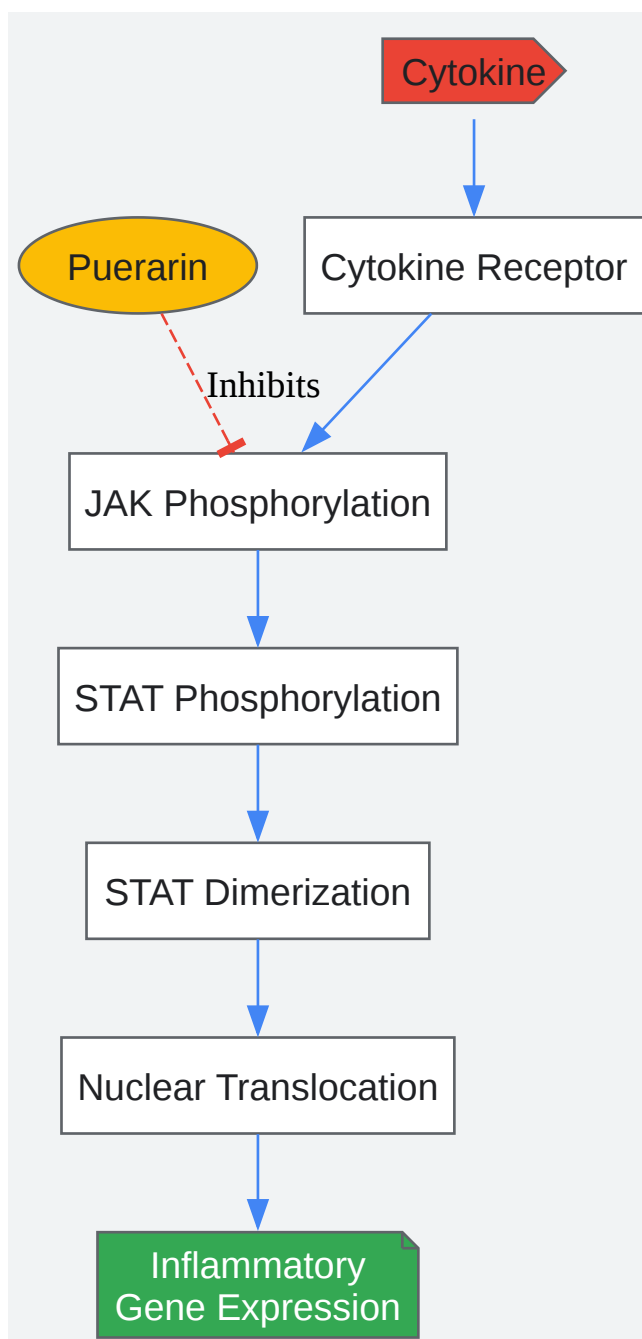 Cytokine
Puerarin
Cytokine Receptor
Inhibits
JAK Phosphorylation
STAT Phosphorylation
STAT Dimerization
Nuclear Translocation
Inflammatory
Gene Expression